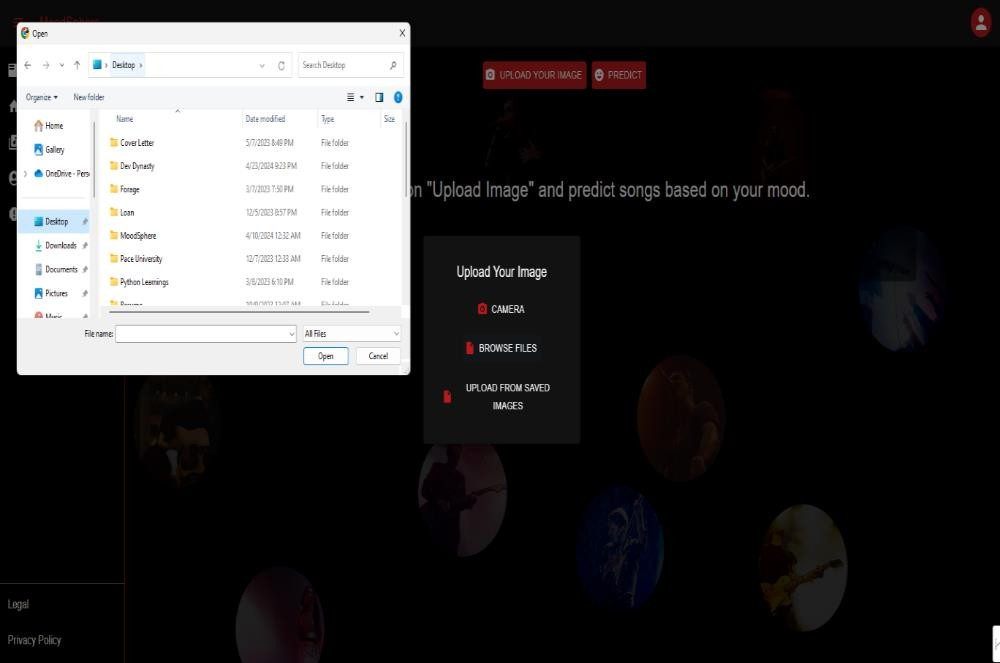 MoodSphere
Open
Desktop
Search Desktop
Organize
New folder
Name
Date modified
Type
Size
Home
Gallery
OneDrive - Pers
Desktop
Downloads
Documents
Pictures
Music
Cover Letter 5/7/2023 8:49 PM File folder
Dev Dynasty 4/23/2024 9:23 PM File folder
Forage 3/7/2023 7:50 PM File folder
Loan 12/5/2023 8:57 PM File folder
MoodSphere 4/10/2024 12:32 AM File folder
Pace University 12/7/2023 12:33 AM File folder
Python Learnings 3/8/2023 6:10 PM File folder
File name:
All Files
Open
Cancel
UPLOAD YOUR IMAGE
PREDICT
on "Upload Image" and predict songs based on your mood.
Upload Your Image
CAMERA
BROWSE FILES
UPLOAD FROM SAVED
IMAGES
Legal
Privacy Policy